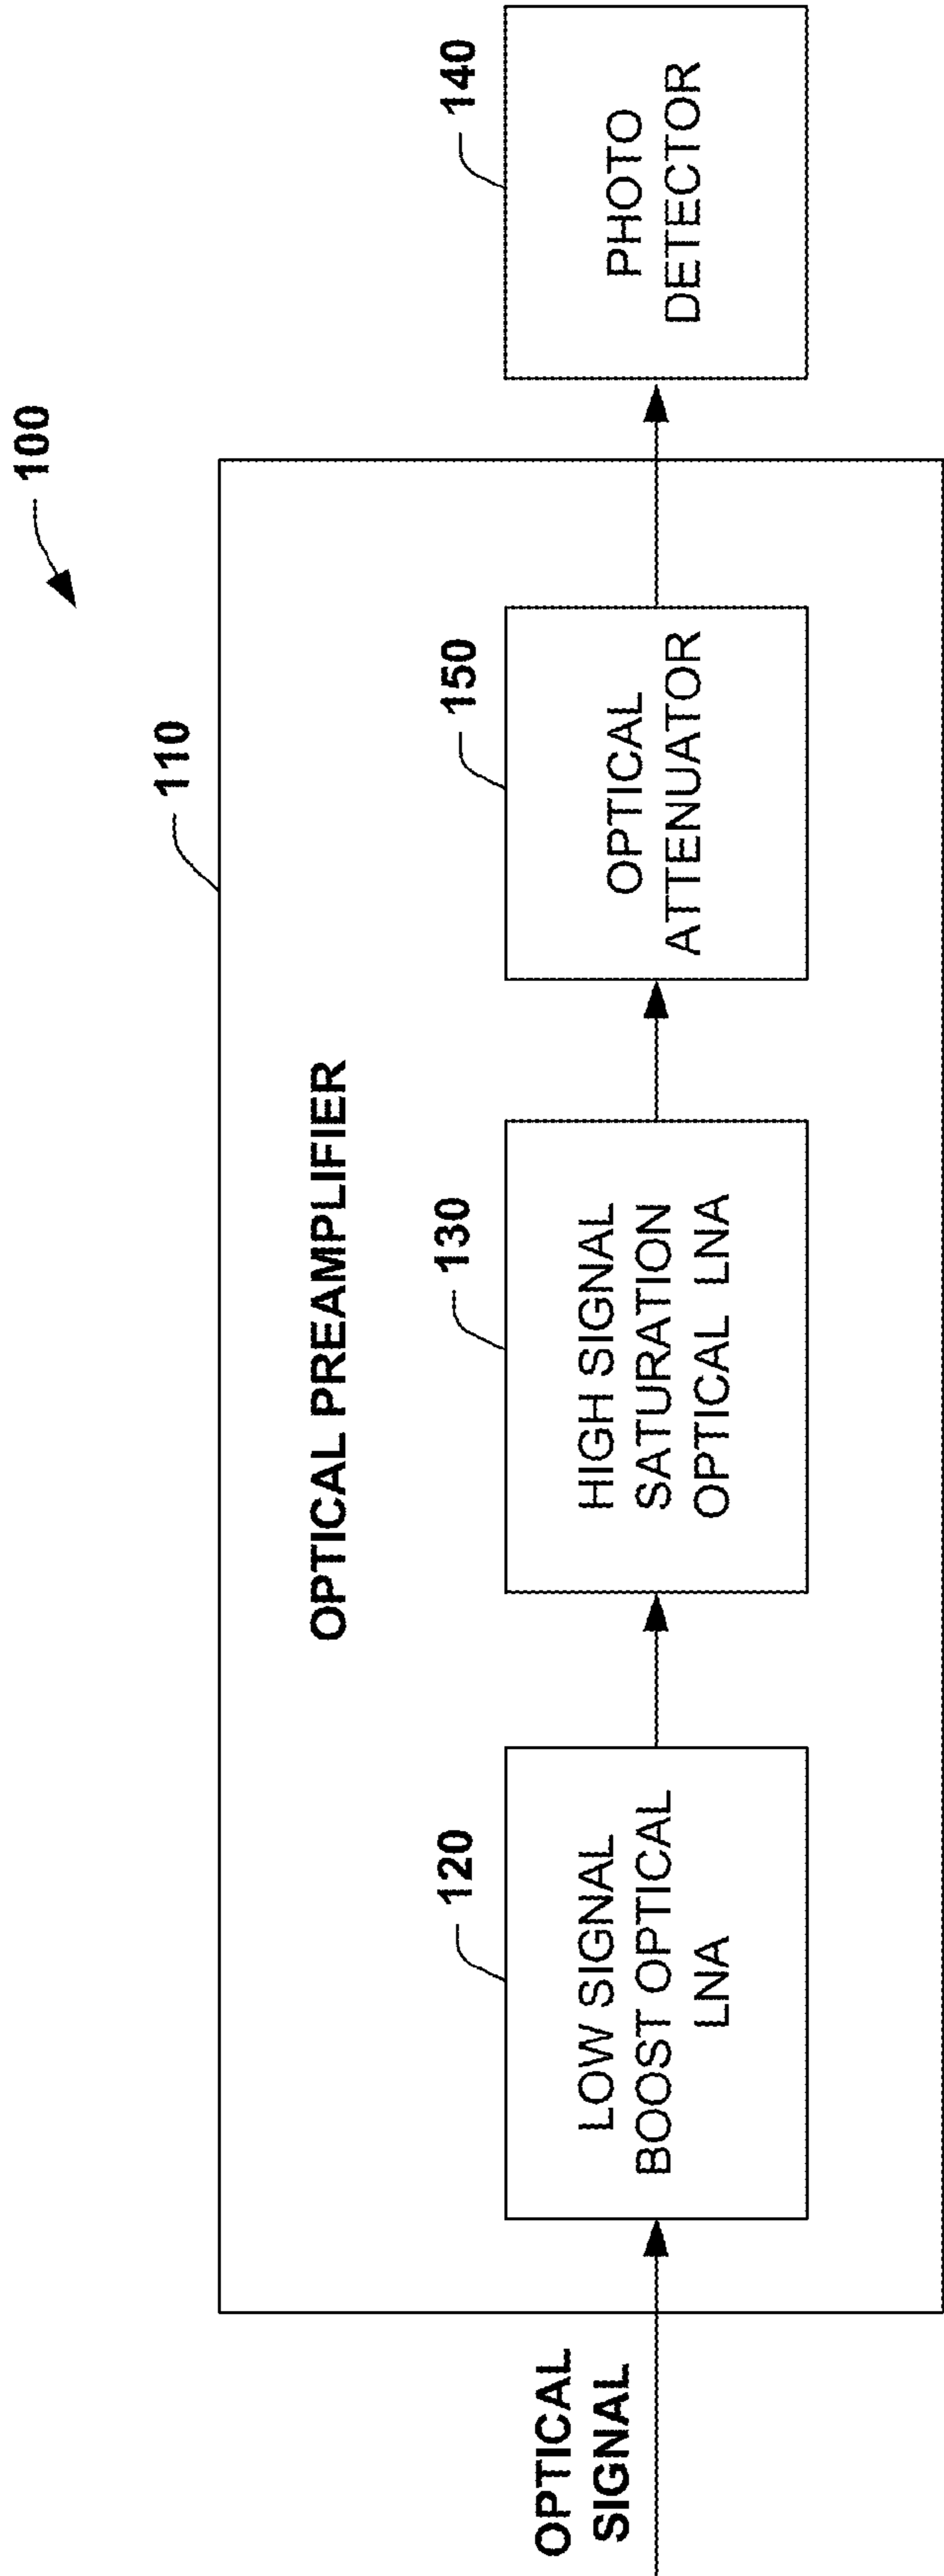 100
110
OPTICAL PREAMPLIFIER
OPTICAL
SIGNAL
120
LOW SIGNAL
BOOST OPTICAL
LNA
130
HIGH SIGNAL
SATURATION
OPTICAL LNA
150
OPTICAL
ATTENUATOR
140
PHOTO
DETECTOR